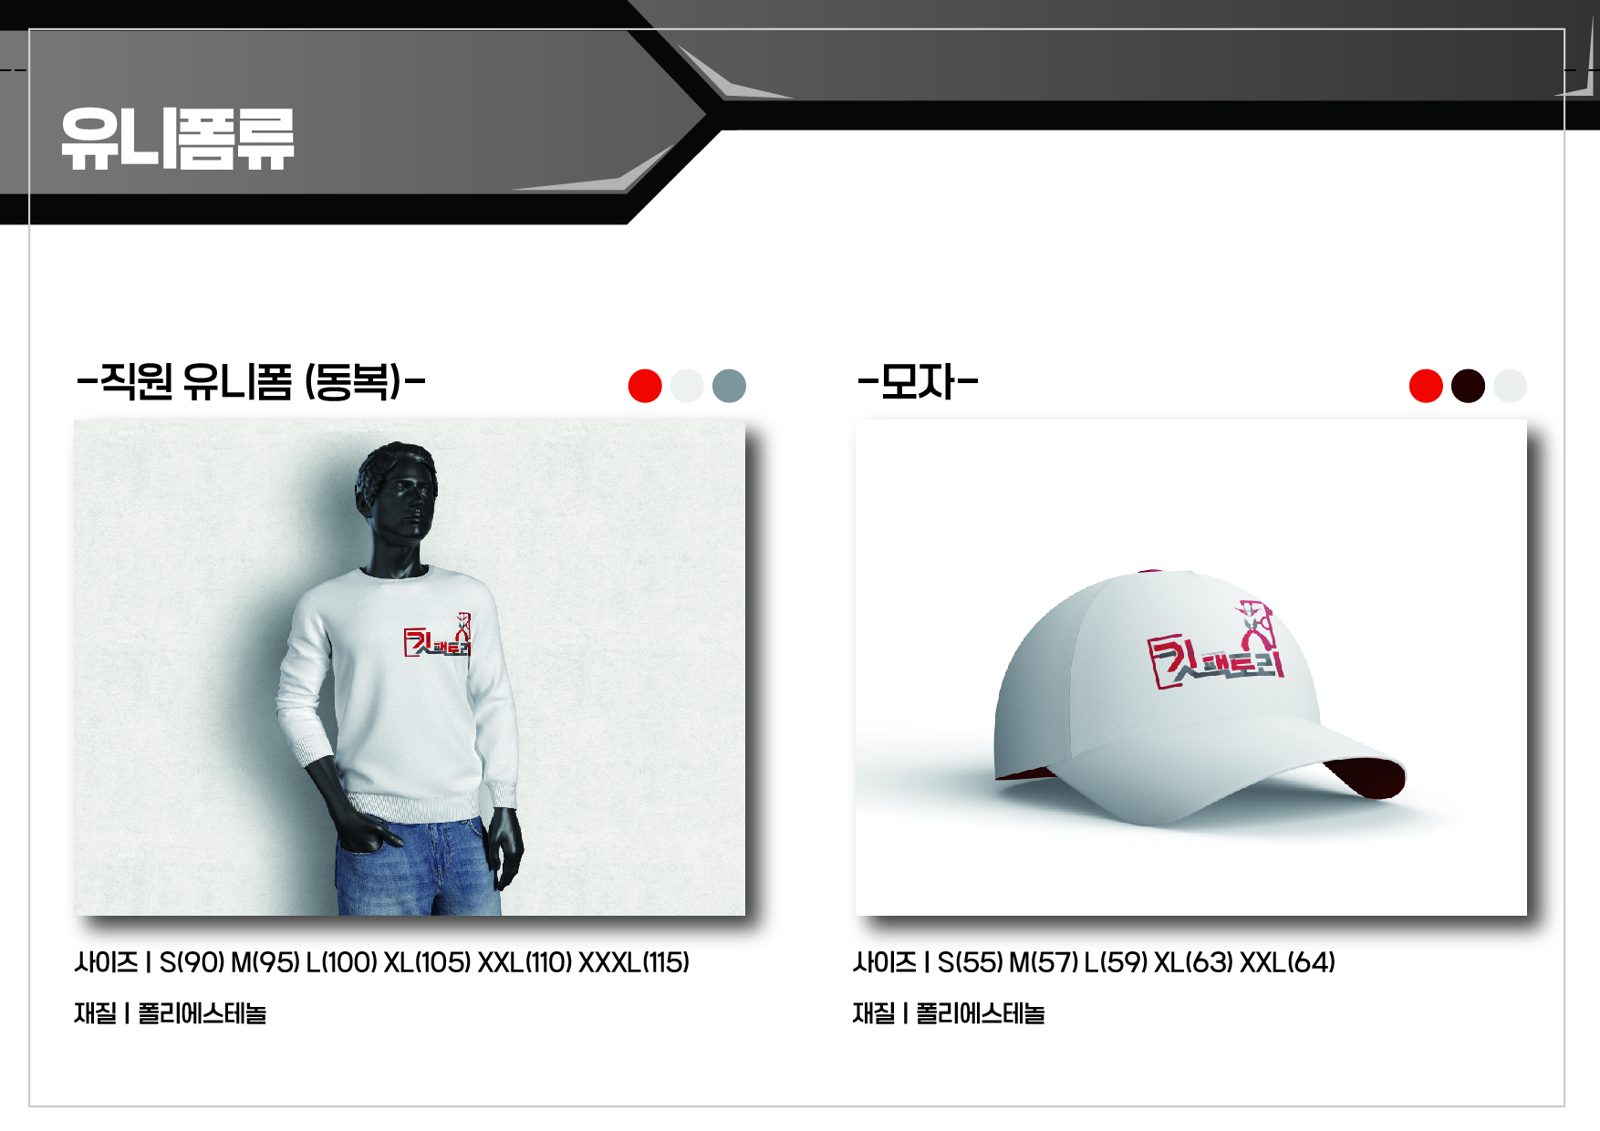 유니폼류
-직원 유니폼 (동복)-
킷팩토리
사이즈 | S(90) M(95) L(100) XL(105) XXL(110) XXXL(115)
재질 | 폴리에스테놀
-모자-
킷팩토리
사이즈 | S(55) M(57) L(59) XL(63) XXL(64)
재질 | 폴리에스테놀